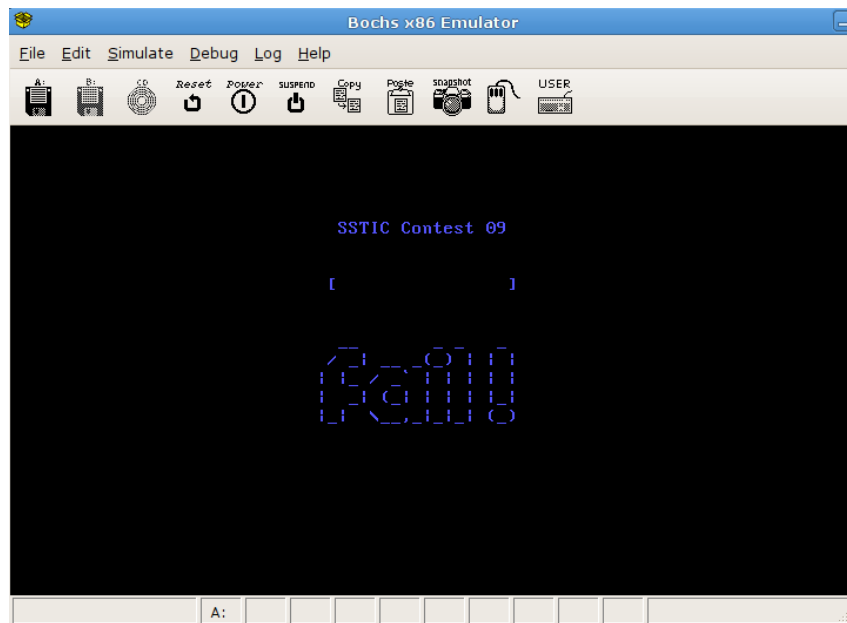 Bochs x86 Emulator
File Edit Simulate Debug Log Help
A: B: CD Reset Power SUSPEND Copy Paste snapshot USER
SSTIC Contest 09
[ ]
Fail!
A: